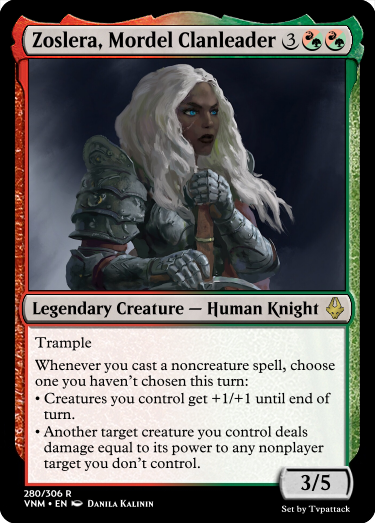 Zoslera, Mordel Clanleader 3
Legendary Creature — Human Knight
Trample
Whenever you cast a noncreature spell, choose
one you haven't chosen this turn:
• Creatures you control get +1/+1 until end of
turn.
• Another target creature you control deals
damage equal to its power to any nonplayer
target you don't control.
3/5
280/306 R
VNM • EN Danila Kalinin
Set by Tvpattack